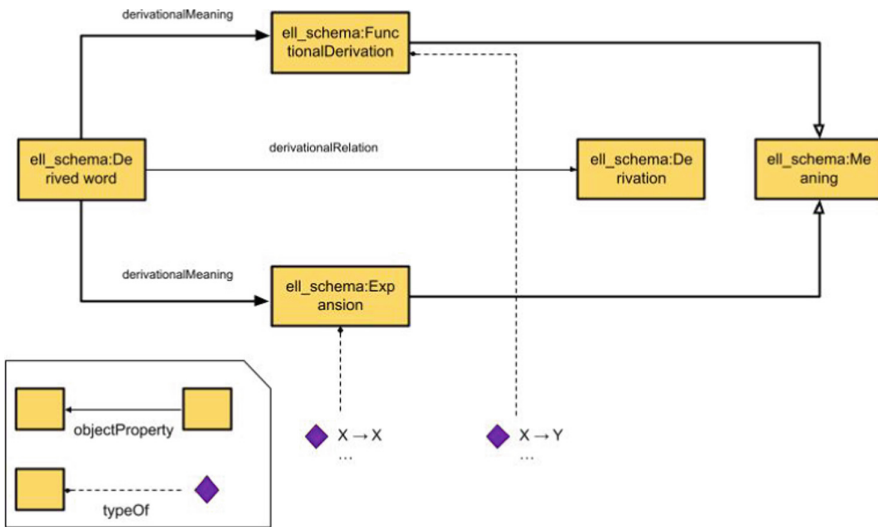 derivationalMeaning
ell_schema:Func
tionalDerivation
ell_schema:De
rived word
derivationalRelation
ell_schema:De
rivation
ell_schema:Me
aning
derivationalMeaning
ell_schema:Exp
ansion
objectProperty
X → X
...
X → Y
...
typeOf